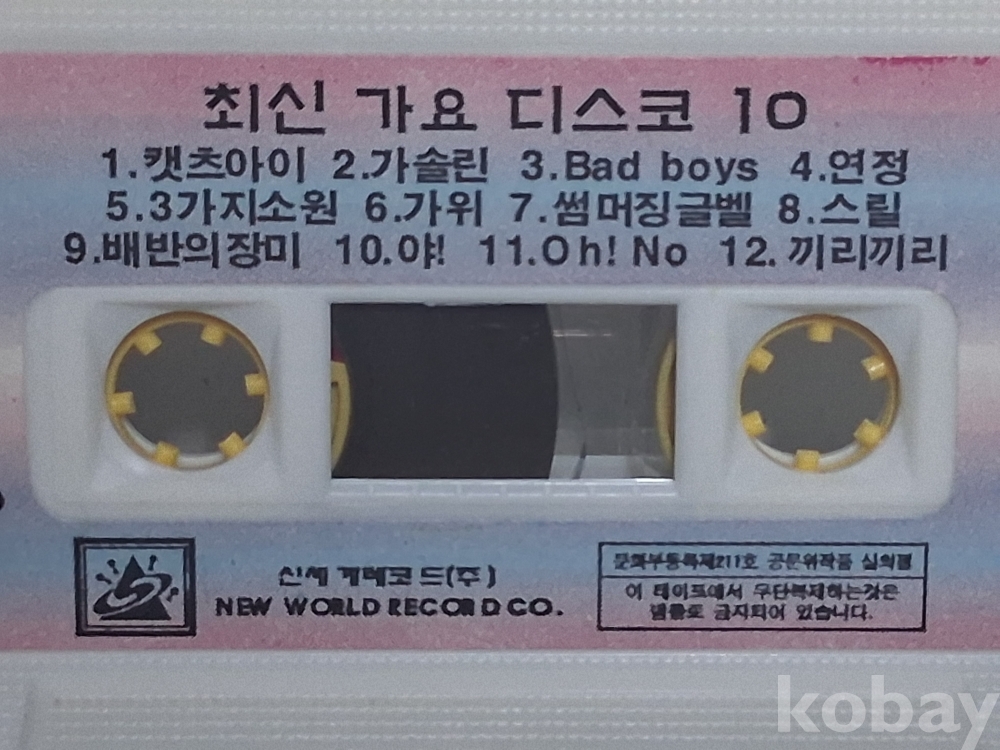 최신 가요 디스코 10
1.캣츠아이 2.가솔린 3.Bad boys 4.연정
5.3가지소원 6.가위 7.썸머징글벨 8.스릴
9.배반의장미 10.야! 11.Oh! No 12.끼리끼리
신세계레코드(주)
NEW WORLD RECORD CO.
문화부등록제211호 공문위작품 심의필
이 테이프에서 무단복제하는것은
법률로 금지되어 있습니다.
kobay